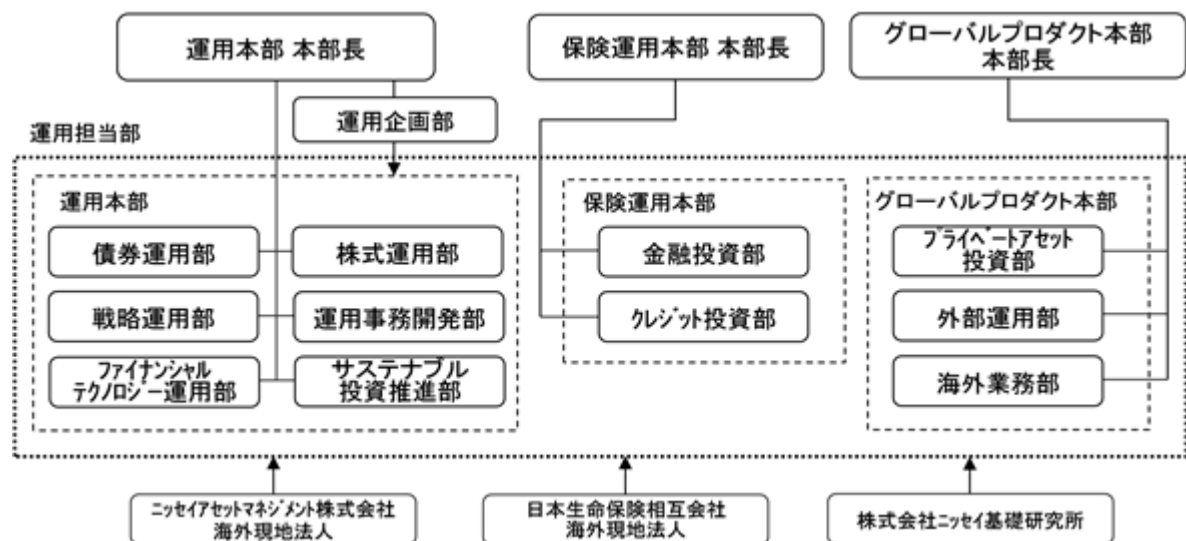 運用本部 本部長
保険運用本部 本部長
グローバルプロダクト本部
本部長
運用企画部
運用担当部
運用本部
債券運用部
株式運用部
戦略運用部
運用事務開発部
ファイナンシャル
テクノロジー運用部
サステナブル
投資推進部
保険運用本部
金融投資部
クレジット投資部
グローバルプロダクト本部
プライベートアセット
投資部
外部運用部
海外業務部
ニッセイアセットマネジメント株式会社
海外現地法人
日本生命保険相互会社
海外現地法人
株式会社ニッセイ基礎研究所